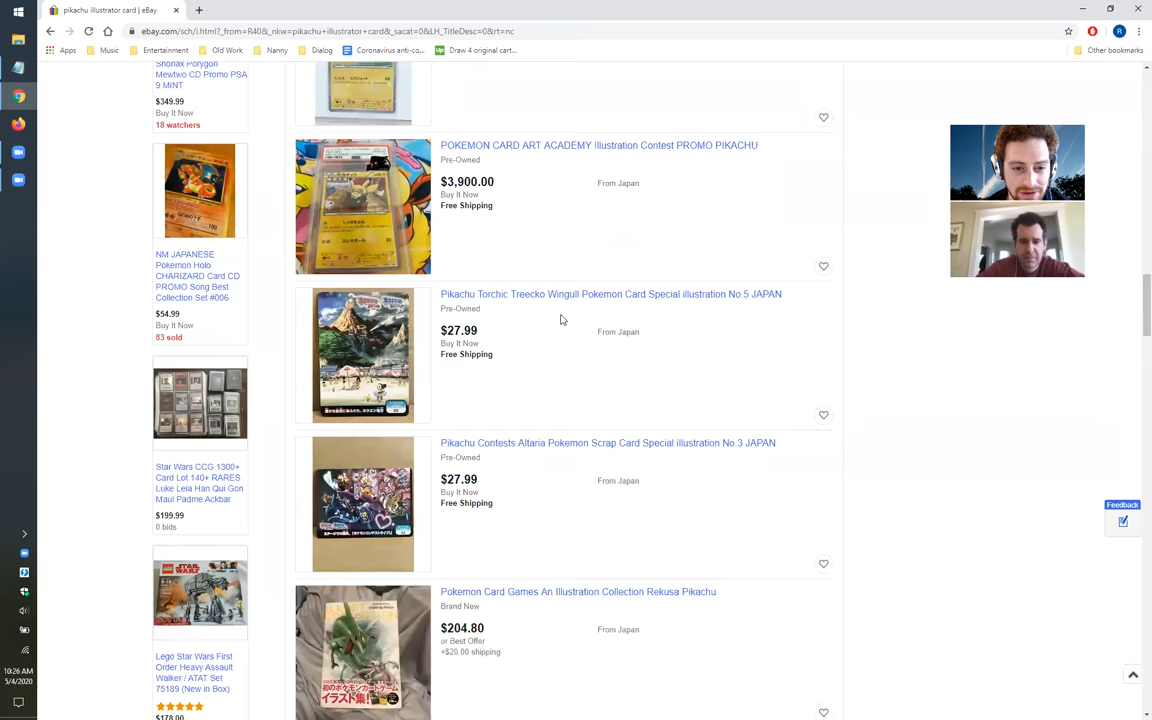 pikachu illustrator card | eBay
ebay.com/sch/i.html?_from=R40&_nkw=pikachu+illustrator+card&_sacat=0&LH_TitleDesc=0&rt=nc
Apps
Music
Entertainment
Old Work
Nanny
Dialog
Coronavirus anti-co...
Draw 4 original cart...
Other bookmarks
Snorlax Porygon
Mewtwo CD Promo PSA
9 MINT
$349.99
Buy It Now
18 watchers
NM JAPANESE
Pokemon Holo
CHARIZARD Card CD
PROMO Song Best
Collection Set #006
$54.99
Buy It Now
83 sold
Star Wars CCG 1300+
Card Lot 140+ RARES
Luke Leia Han Qui Gon
Maul Padme Ackbar
$199.99
0 bids
Lego Star Wars First
Order Heavy Assault
Walker / ATAT Set
75189 (New in Box)
$178.00
POKEMON CARD ART ACADEMY Illustration Contest PROMO PIKACHU
Pre-Owned
$3,900.00
From Japan
Buy It Now
Free Shipping
Pikachu Torchic Treecko Wingull Pokemon Card Special illustration No.5 JAPAN
Pre-Owned
$27.99
From Japan
Buy It Now
Free Shipping
Pikachu Contests Altaria Pokemon Scrap Card Special illustration No.3 JAPAN
Pre-Owned
$27.99
From Japan
Buy It Now
Free Shipping
Pokemon Card Games An Illustration Collection Rekusa Pikachu
Brand New
$204.80
From Japan
or Best Offer
+$20.00 shipping
Feedback
10:26 AM
5/4/2020